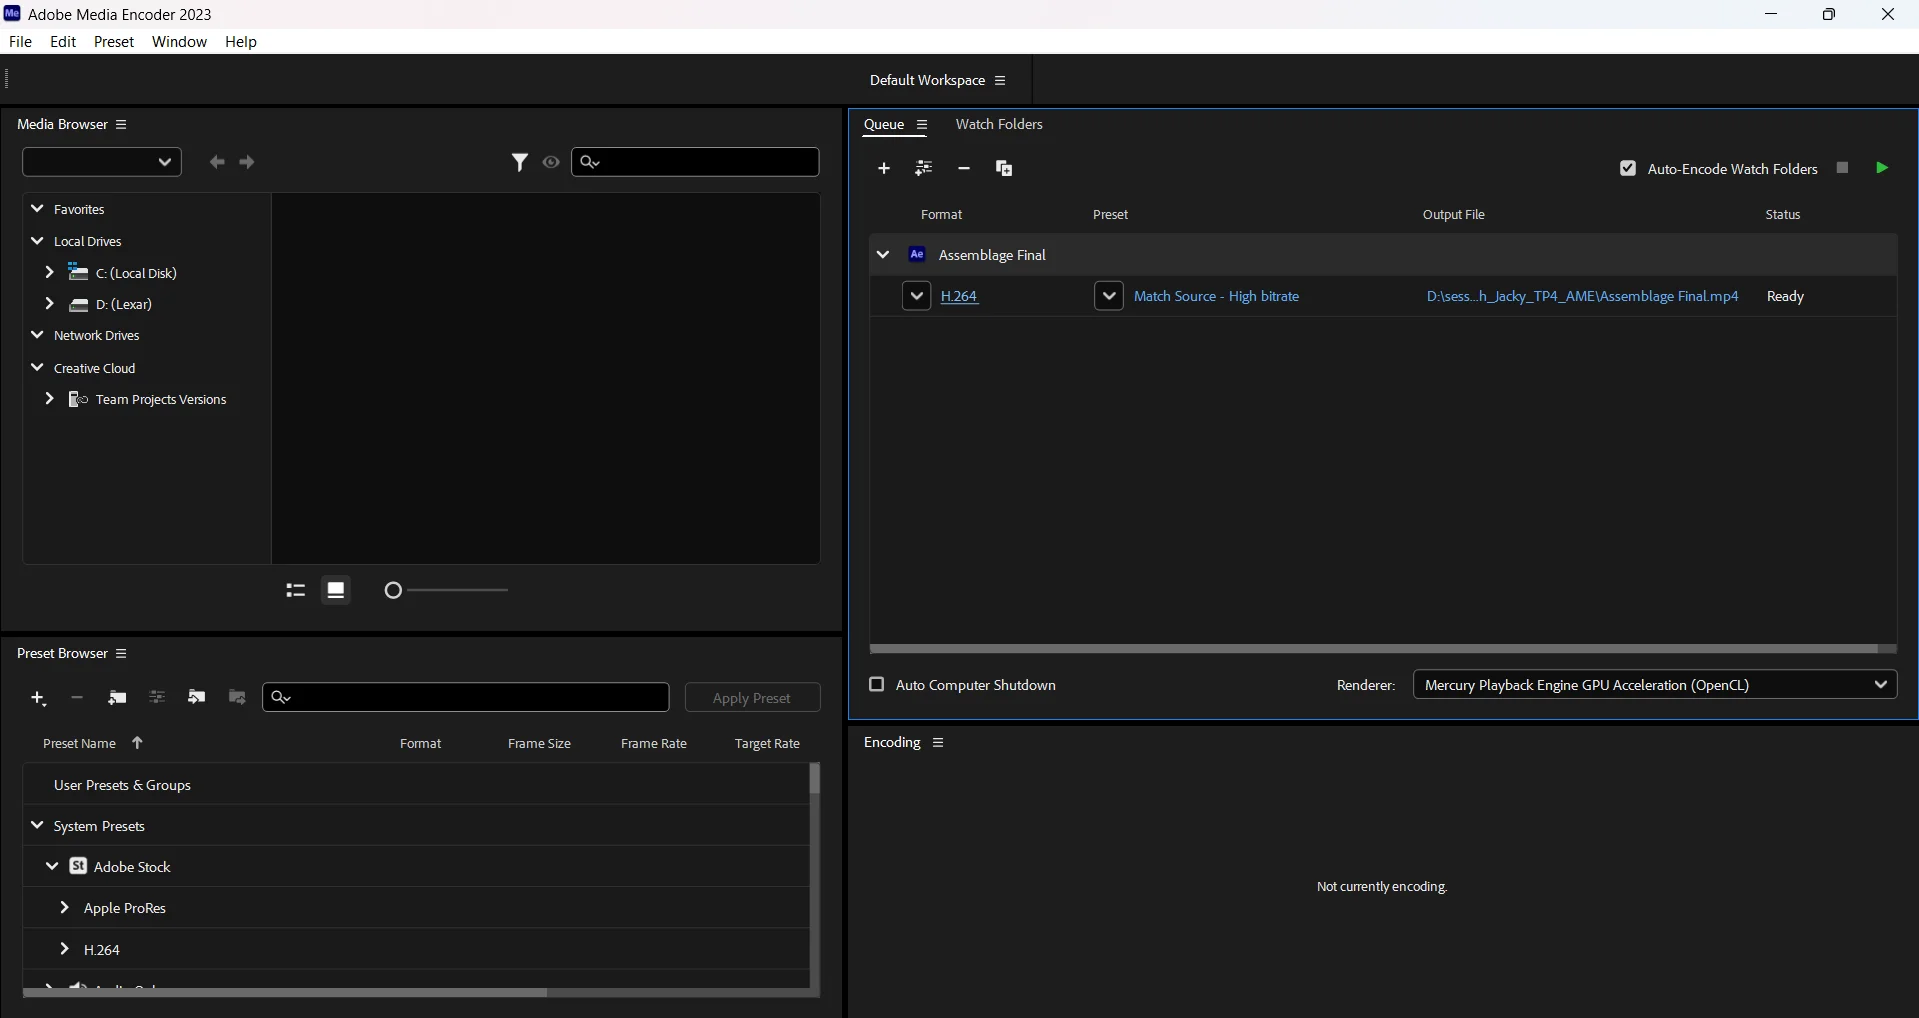 Me Adobe Media Encoder 2023
File Edit Preset Window Help
Default Workspace
Media Browser
Favorites
Local Drives
C: (Local Disk)
D: (Lexar)
Network Drives
Creative Cloud
Team Projects Versions
Queue Watch Folders
Auto-Encode Watch Folders
Format Preset Output File Status
Ae Assemblage Final
H.264 Match Source - High bitrate D:\sess...h_Jacky_TP4_AME\Assemblage Final.mp4 Ready
Auto Computer Shutdown Renderer: Mercury Playback Engine GPU Acceleration (OpenCL)
Preset Browser
Apply Preset
Preset Name Format Frame Size Frame Rate Target Rate
User Presets & Groups
System Presets
St Adobe Stock
Apple ProRes
H.264
Encoding
Not currently encoding.